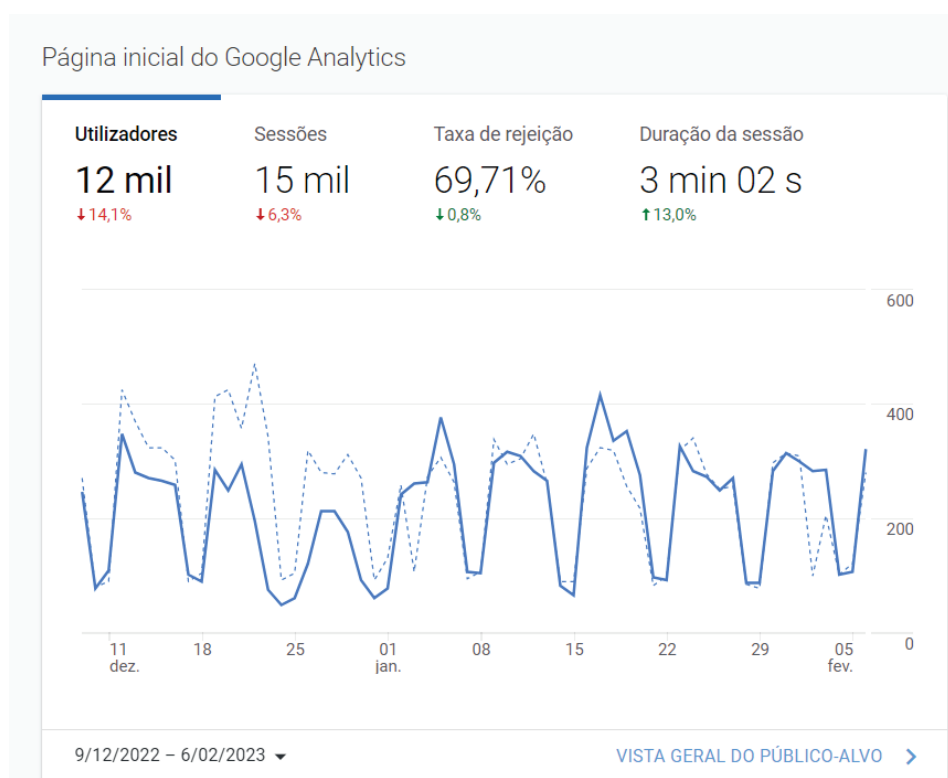 Página inicial do Google Analytics
Utilizadores Sessões Taxa de rejeição Duração da sessão
12 mil 15 mil 69,71% 3 min 02 s
↓14,1% ↓6,3% ↓0,8% ↑13,0%
600
400
200
0
11 18 25 01 08 15 22 29 05
dez. jan. fev.
9/12/2022 – 6/02/2023 VISTA GERAL DO PÚBLICO-ALVO